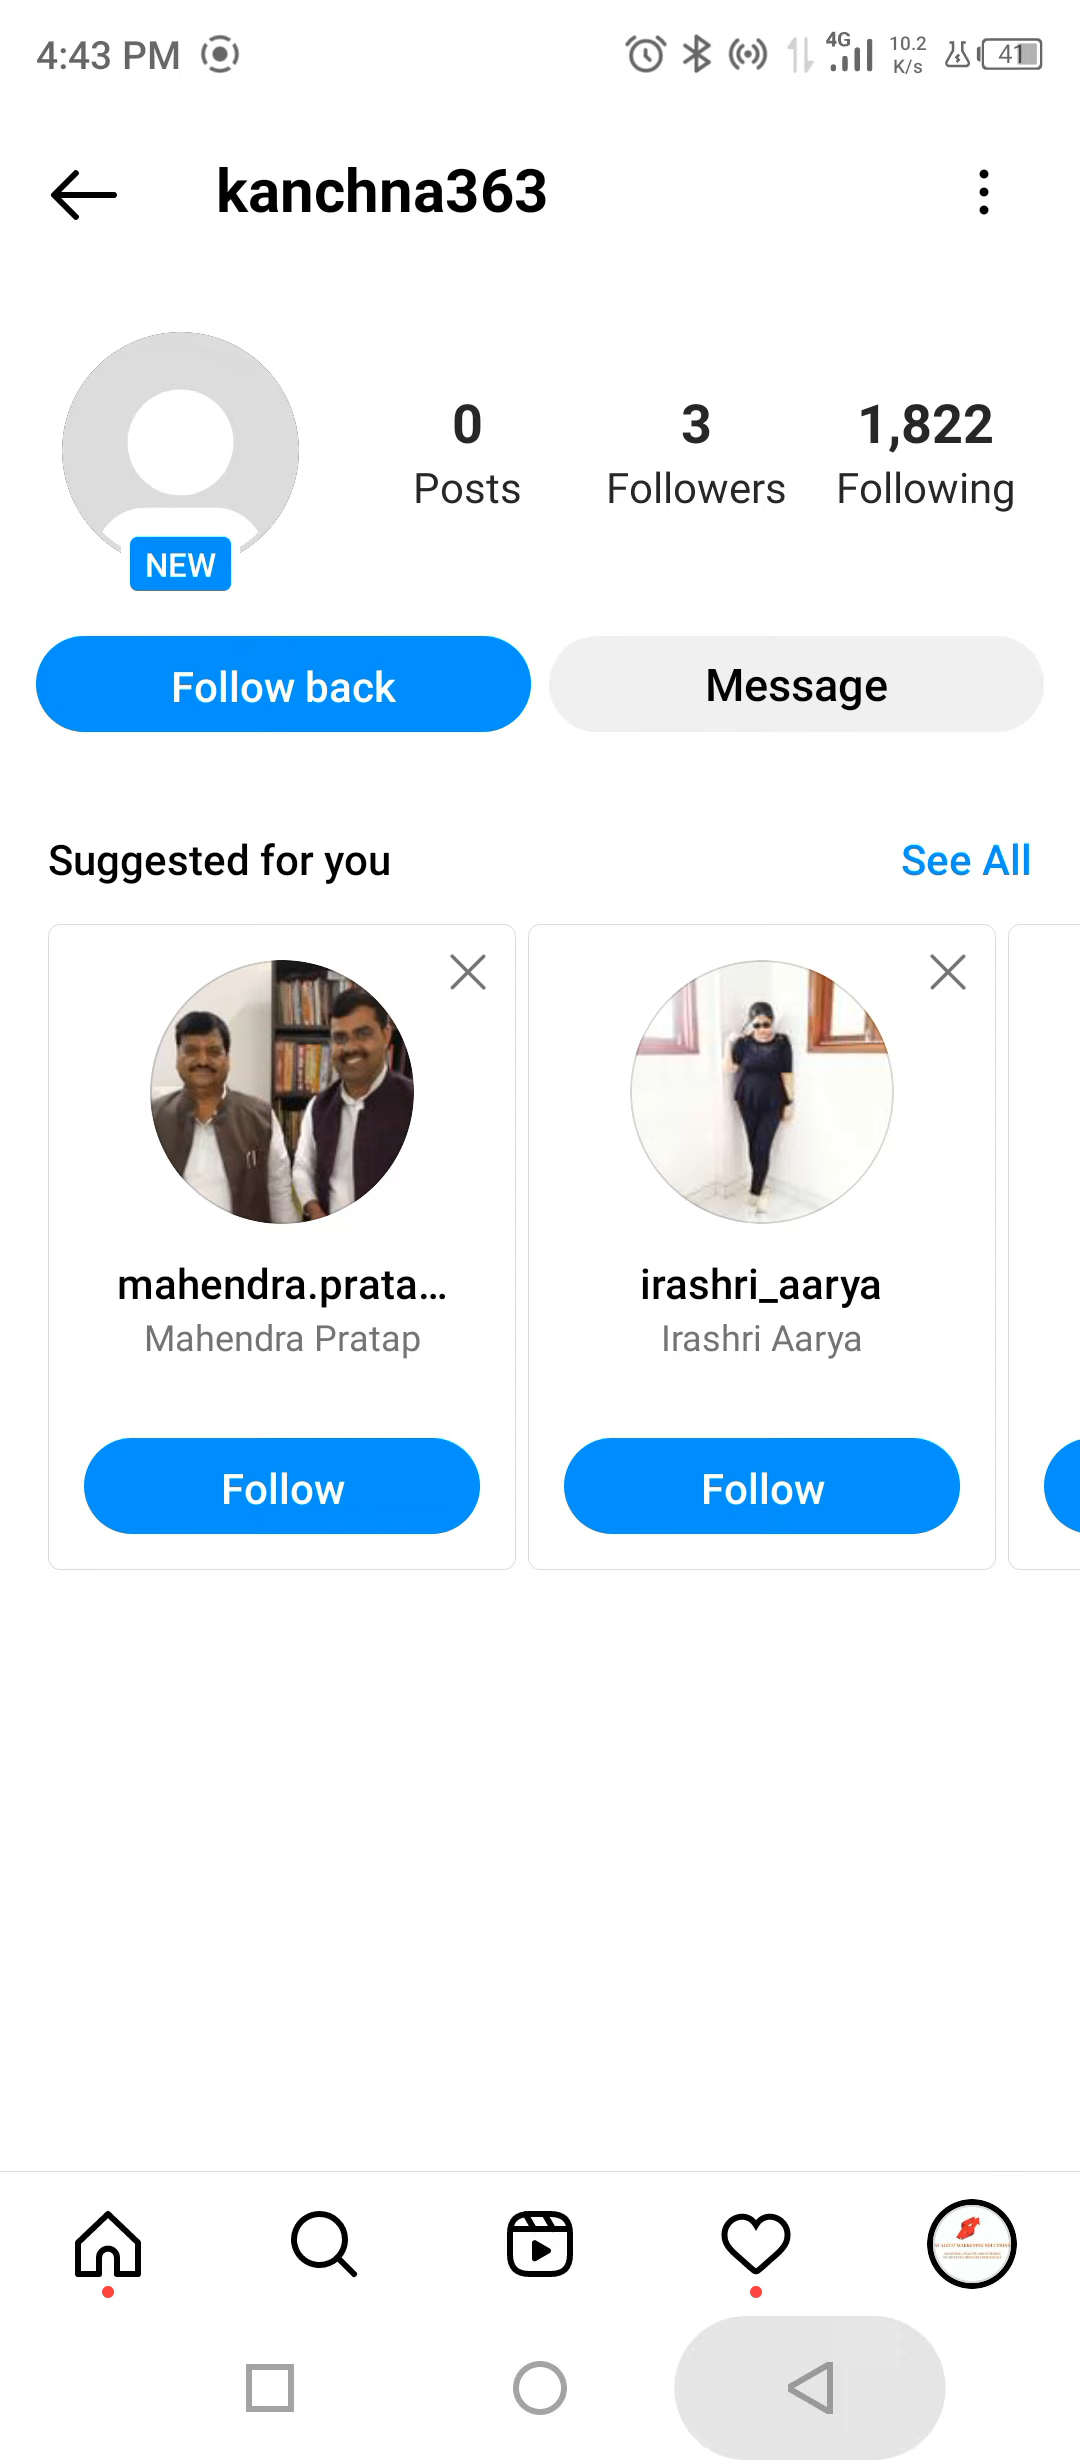 4:43 PM
4G
10.2
K/s
41
kanchna363
0 3 1,822
Posts Followers Following
NEW
Follow back Message
Suggested for you See All
mahendra.prata... irashri_aarya
Mahendra Pratap Irashri Aarya
Follow Follow